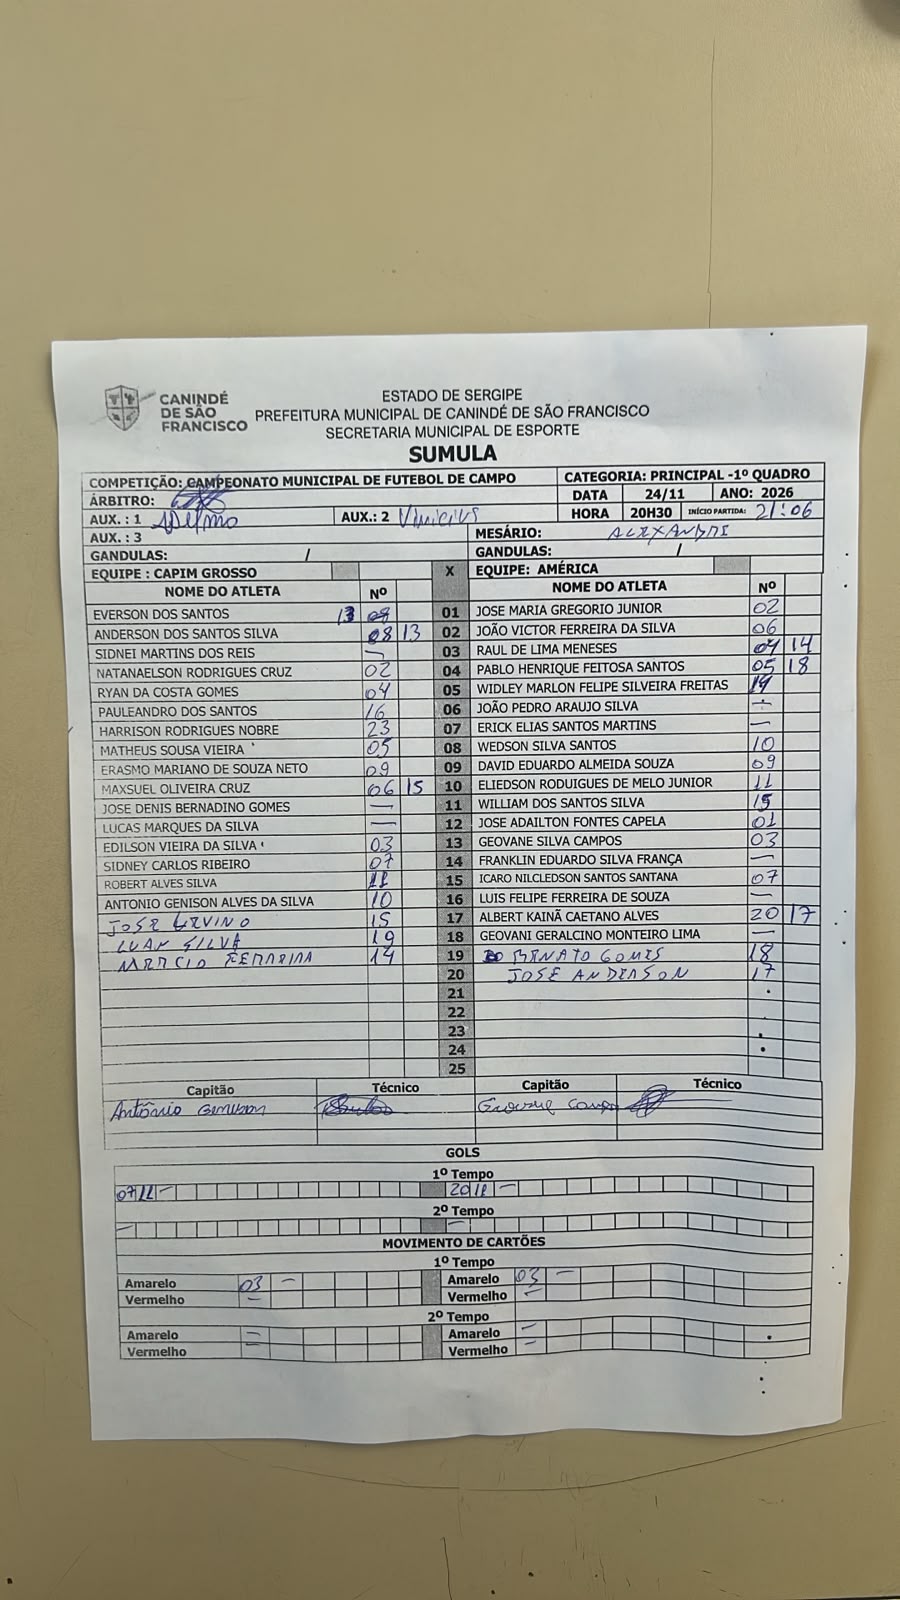 CANINDÉ
DE SÃO
FRANCISCO
ESTADO DE SERGIPE
PREFEITURA MUNICIPAL DE CANINDÉ DE SÃO FRANCISCO
SECRETARIA MUNICIPAL DE ESPORTE
SUMULA
COMPETIÇÃO: CAMPEONATO MUNICIPAL DE FUTEBOL DE CAMPO CATEGORIA: PRINCIPAL -1º QUADRO
ÁRBITRO: DATA 24/11 ANO: 2026
AUX. : 1 Adelmo AUX.: 2 Vinicius HORA 20H30 INÍCIO PARTIDA: 21:06
AUX. : 3 MESÁRIO: ALEXANDRE
GANDULAS: / GANDULAS: /
EQUIPE : CAPIM GROSSO X EQUIPE: AMÉRICA
NOME DO ATLETA Nº NOME DO ATLETA Nº
EVERSON DOS SANTOS 13 01 JOSE MARIA GREGORIO JUNIOR 02
ANDERSON DOS SANTOS SILVA 08 13 02 JOÃO VICTOR FERREIRA DA SILVA 06
SIDNEI MARTINS DOS REIS — 03 RAUL DE LIMA MENESES 04 14
NATANAELSON RODRIGUES CRUZ 02 04 PABLO HENRIQUE FEITOSA SANTOS 05 18
RYAN DA COSTA GOMES 04 05 WIDLEY MARLON FELIPE SILVEIRA FREITAS 14
PAULEANDRO DOS SANTOS 16 06 JOÃO PEDRO ARAUJO SILVA —
HARRISON RODRIGUES NOBRE 23 07 ERICK ELIAS SANTOS MARTINS —
MATHEUS SOUSA VIEIRA 05 08 WEDSON SILVA SANTOS 10
ERASMO MARIANO DE SOUZA NETO 09 09 DAVID EDUARDO ALMEIDA SOUZA 09
MAXSUEL OLIVEIRA CRUZ 06 15 10 ELIEDSON RODUIGUES DE MELO JUNIOR 11
JOSE DENIS BERNADINO GOMES — 11 WILLIAM DOS SANTOS SILVA 15
LUCAS MARQUES DA SILVA — 12 JOSE ADAILTON FONTES CAPELA 01
EDILSON VIEIRA DA SILVA 03 13 GEOVANE SILVA CAMPOS 03
SIDNEY CARLOS RIBEIRO 07 14 FRANKLIN EDUARDO SILVA FRANÇA —
ROBERT ALVES SILVA 11 15 ICARO NILCLEDSON SANTOS SANTANA 07
ANTONIO GENISON ALVES DA SILVA 10 16 LUIS FELIPE FERREIRA DE SOUZA —
JOSE 15 17 ALBERT KAINÃ CAETANO ALVES 20 17
LUAN SILVA 19 18 GEOVANI GERALCINO MONTEIRO LIMA —
MARCIO FERREIRA 14 19 RENATO GOMES 18
20 JOSE ANDERSON 17
21
22
23
24
25
Capitão Técnico Capitão Técnico
Antônio Genison Geovane Campos
GOLS
1º Tempo
07 11 — 20 11 —
2º Tempo
— —
MOVIMENTO DE CARTÕES
1º Tempo
Amarelo 03 — Amarelo 03 —
Vermelho — Vermelho —
2º Tempo
Amarelo — Amarelo —
Vermelho — Vermelho —